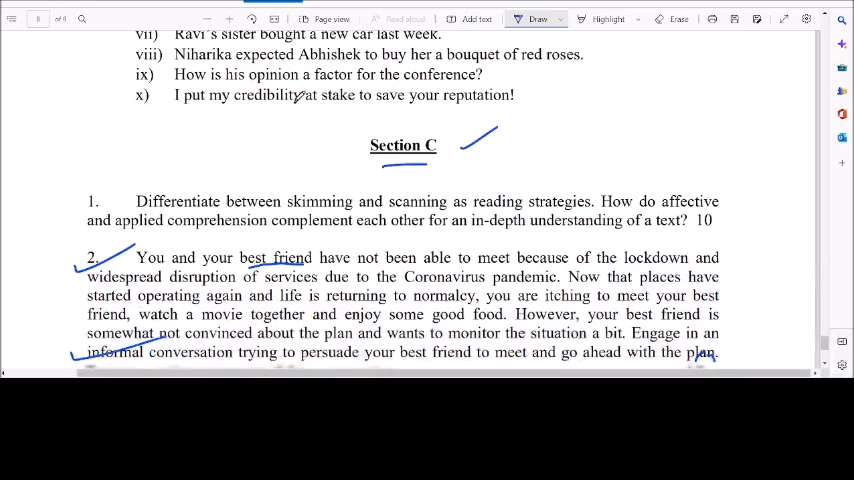 8 of 8
Page view
Read aloud
Add text
Draw
Highlight
Erase
vii) Ravi's sister bought a new car last week.
viii) Niharika expected Abhishek to buy her a bouquet of red roses.
ix) How is his opinion a factor for the conference?
x) I put my credibility at stake to save your reputation!
Section C
1. Differentiate between skimming and scanning as reading strategies. How do affective
and applied comprehension complement each other for an in-depth understanding of a text? 10
2. You and your best friend have not been able to meet because of the lockdown and
widespread disruption of services due to the Coronavirus pandemic. Now that places have
started operating again and life is returning to normalcy, you are itching to meet your best
friend, watch a movie together and enjoy some good food. However, your best friend is
somewhat not convinced about the plan and wants to monitor the situation a bit. Engage in an
informal conversation trying to persuade your best friend to meet and go ahead with the plan.